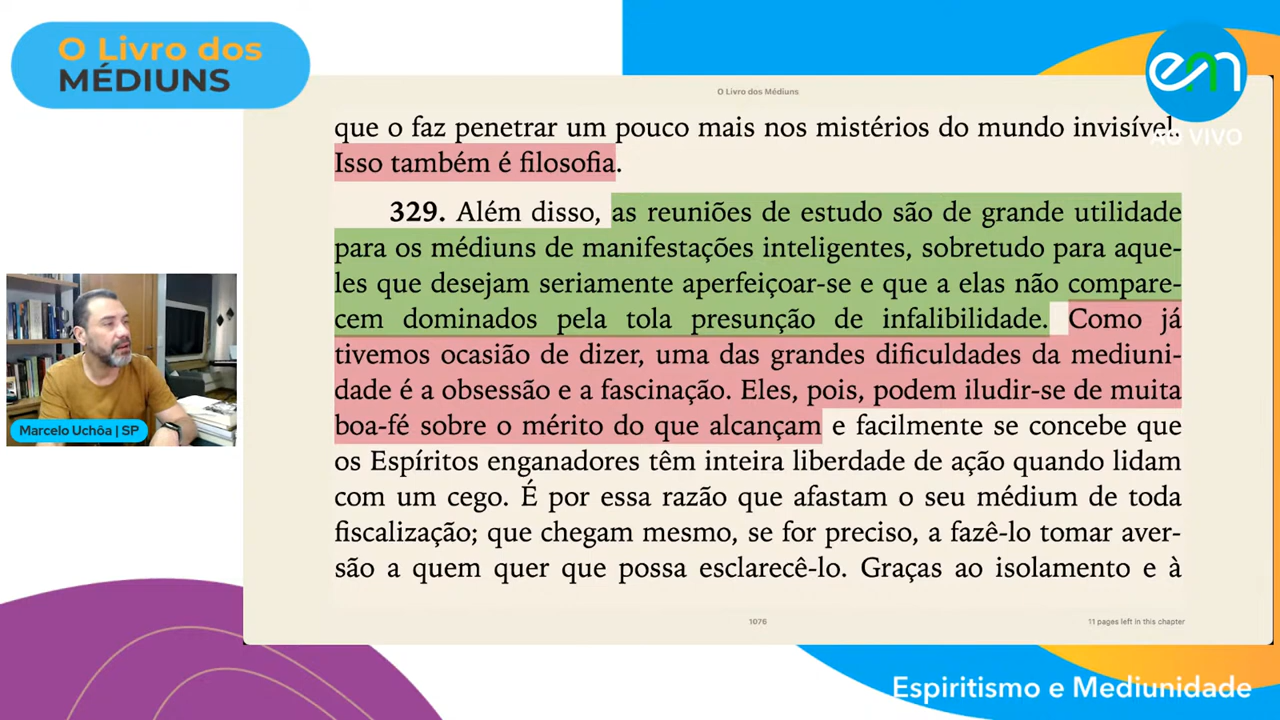 O Livro dos
MÉDIUNS
em
AO VIVO
O Livro dos Médiuns
que o faz penetrar um pouco mais nos mistérios do mundo invisível.
Isso também é filosofia.
329. Além disso, as reuniões de estudo são de grande utilidade
para os médiuns de manifestações inteligentes, sobretudo para aque-
les que desejam seriamente aperfeiçoar-se e que a elas não compare-
cem dominados pela tola presunção de infalibilidade. Como já
tivemos ocasião de dizer, uma das grandes dificuldades da mediuni-
dade é a obsessão e a fascinação. Eles, pois, podem iludir-se de muita
boa-fé sobre o mérito do que alcançam e facilmente se concebe que
os Espíritos enganadores têm inteira liberdade de ação quando lidam
com um cego. É por essa razão que afastam o seu médium de toda
fiscalização; que chegam mesmo, se for preciso, a fazê-lo tomar aver-
são a quem quer que possa esclarecê-lo. Graças ao isolamento e à
1076
11 pages left in this chapter
Marcelo Uchôa | SP
Espiritismo e Mediunidade